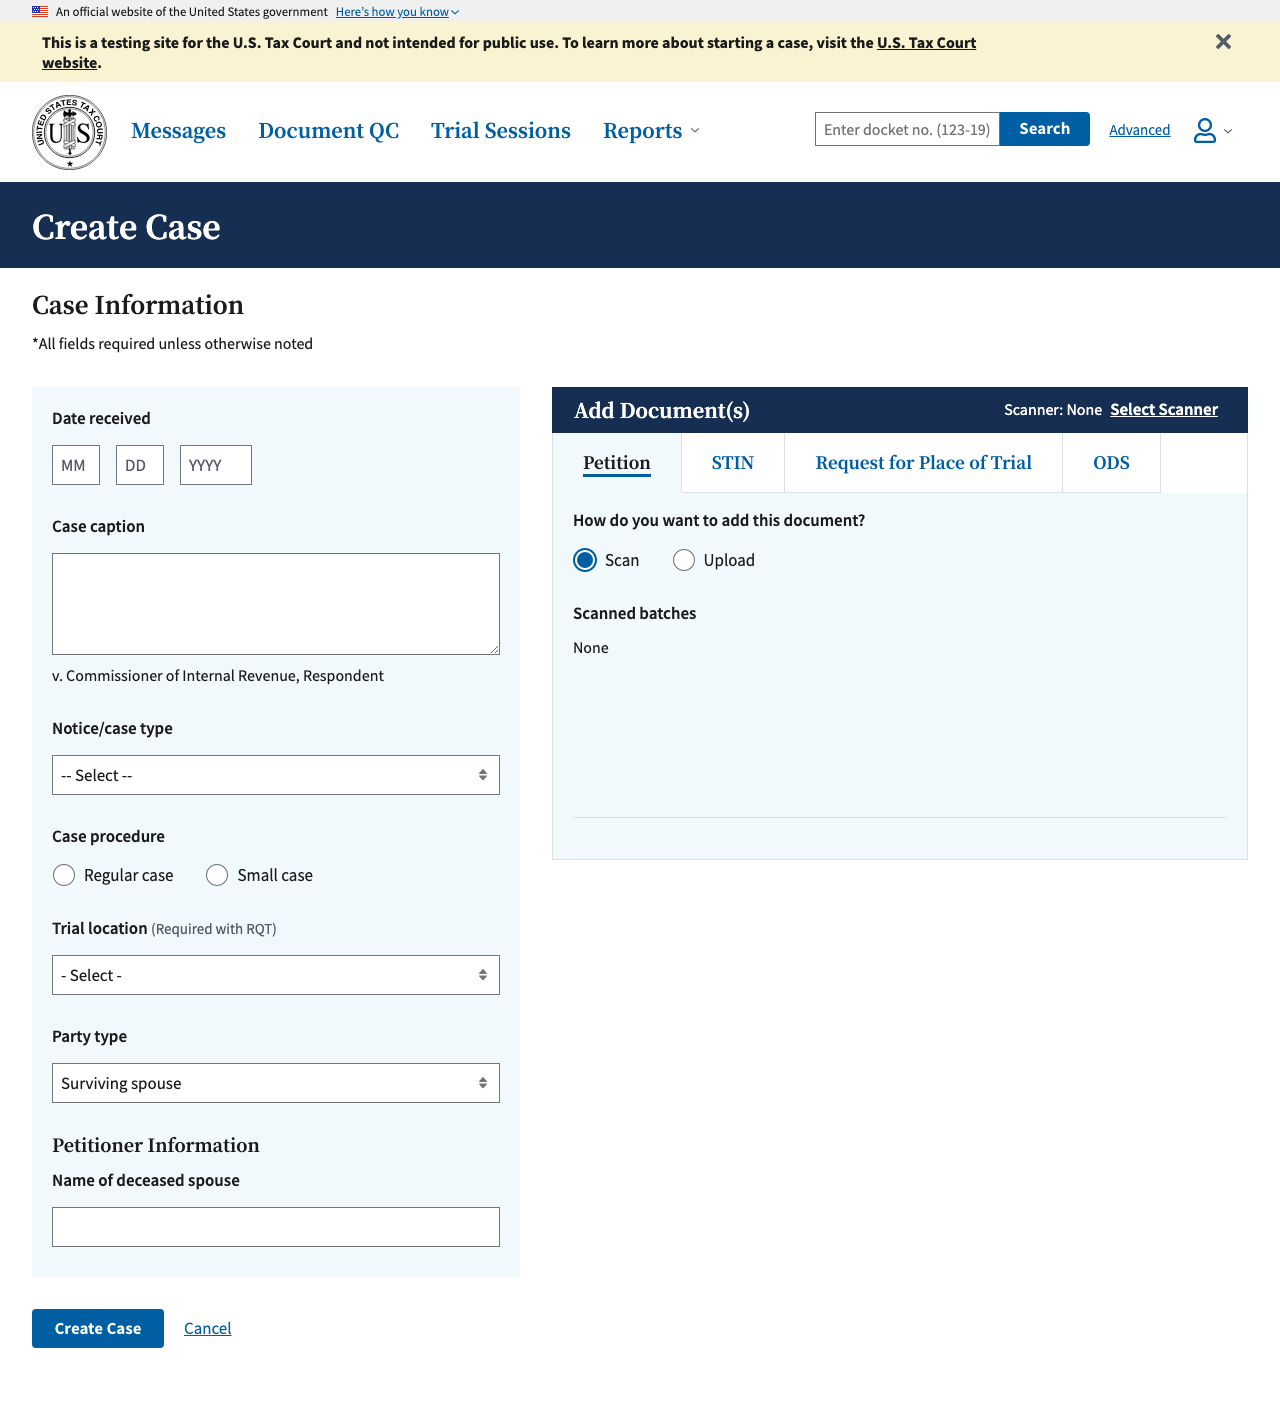 An official website of the United States government Here's how you know
This is a testing site for the U.S. Tax Court and not intended for public use. To learn more about starting a case, visit the U.S. Tax Court
website.
UNITED STATES TAX COURT
US
Messages Document QC Trial Sessions Reports Enter docket no. (123-19) Search Advanced
Create Case
Case Information
*All fields required unless otherwise noted
Date received
MM DD YYYY
Case caption
v. Commissioner of Internal Revenue, Respondent
Notice/case type
-- Select --
Case procedure
Regular case Small case
Trial location (Required with RQT)
- Select -
Party type
Surviving spouse
Petitioner Information
Name of deceased spouse
Create Case Cancel
Add Document(s) Scanner: None Select Scanner
Petition STIN Request for Place of Trial ODS
How do you want to add this document?
Scan Upload
Scanned batches
None